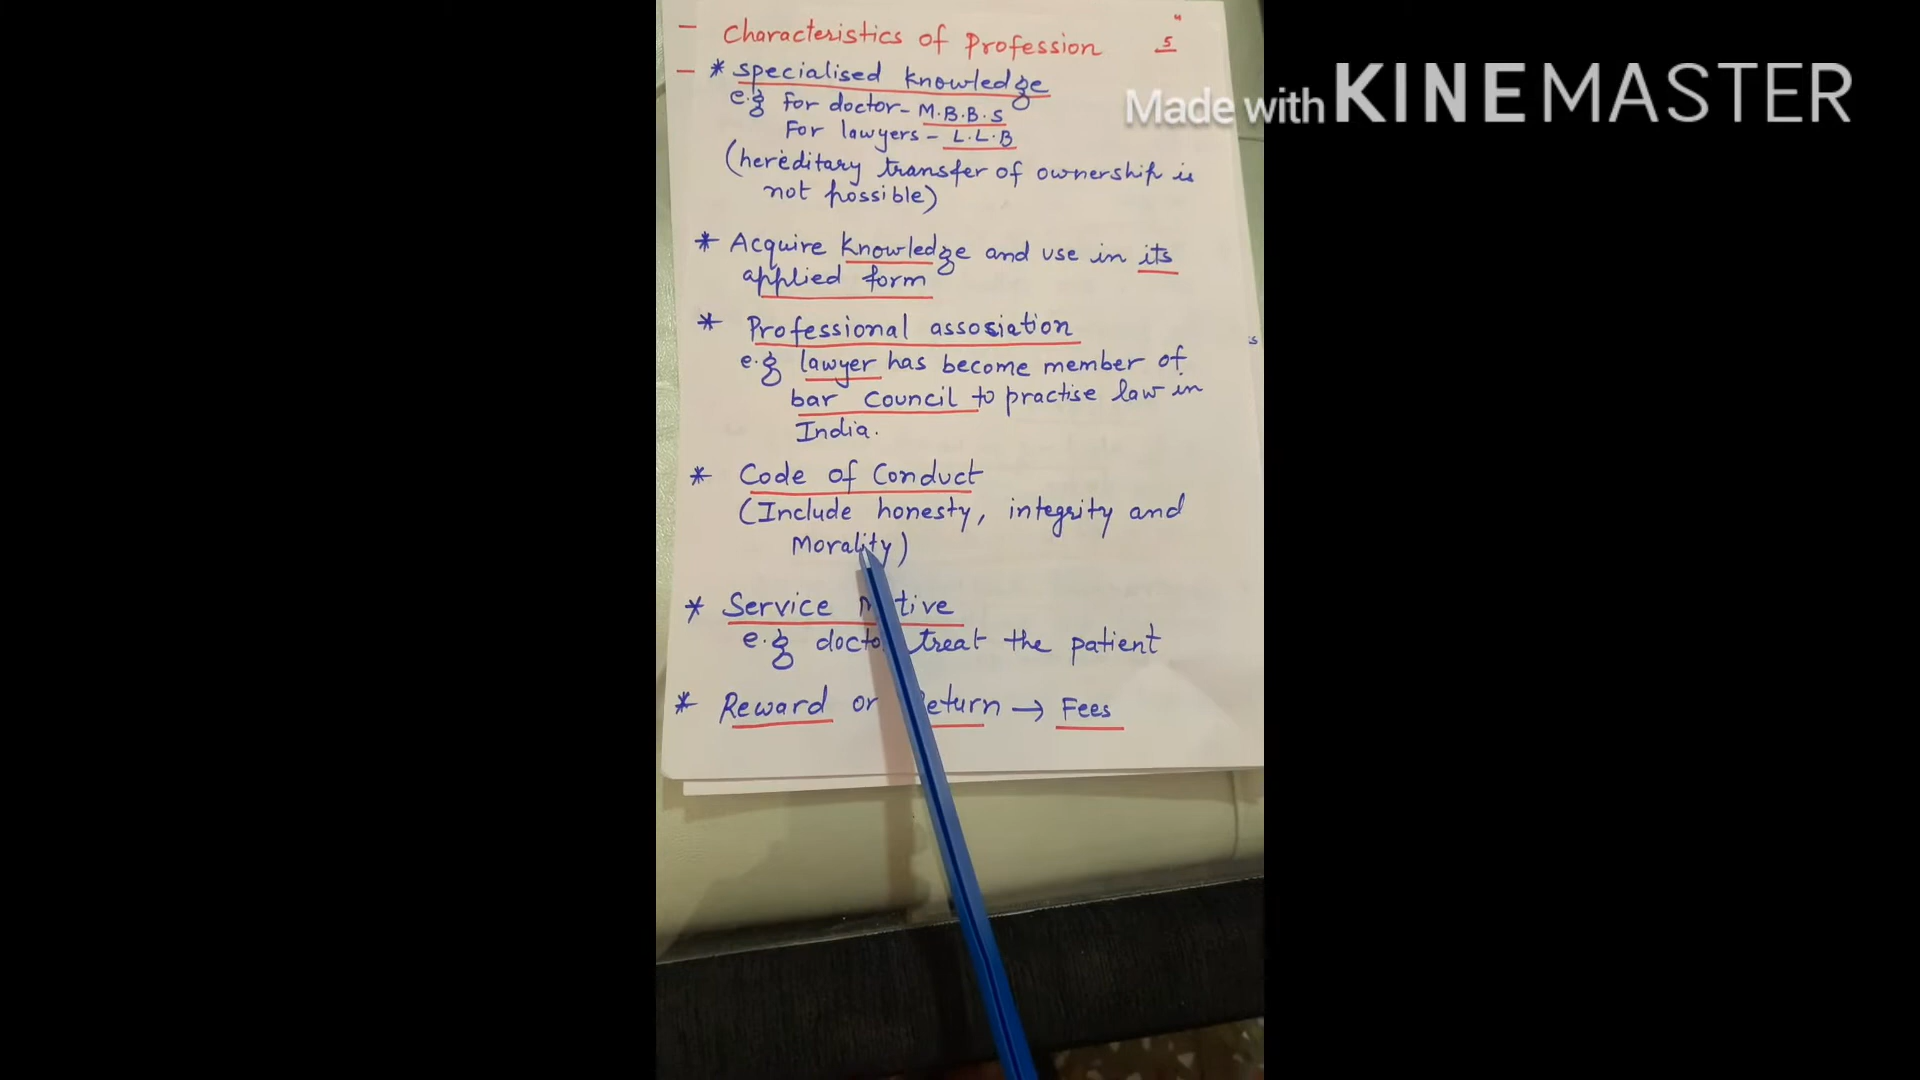 - Characteristics of Profession 5
- * specialised knowledge
e.g for doctor- M.B.B.S
For lawyers - L.L.B
(hereditary transfer of ownership is
not possible)
* Acquire knowledge and use in its
applied form
* Professional assosiation
e.g lawyer has become member of
bar council to practise law in
India.
* Code of Conduct
(Include honesty, integrity and
Morality)
* Service
e.g treat the patient
* Reward or → Fees
Made with KINEMASTER